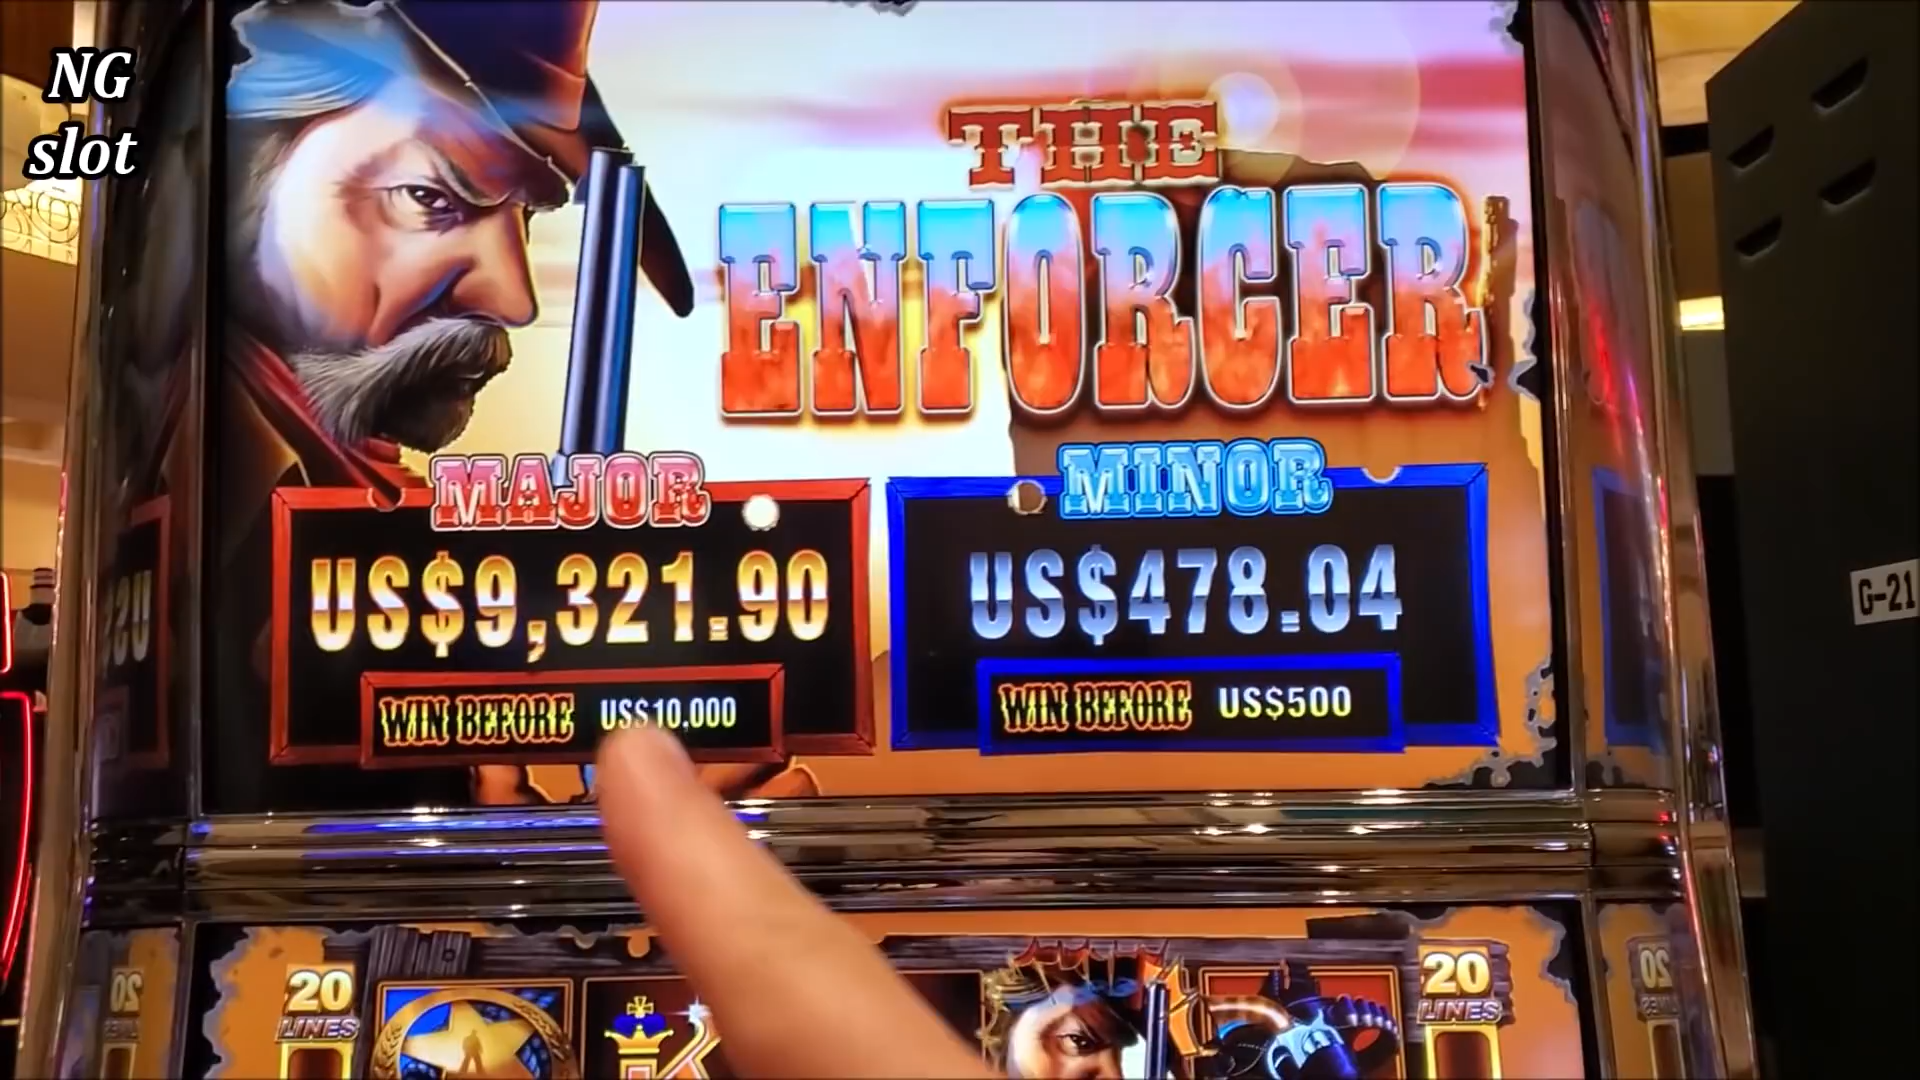 NG
slot
THE
ENFORCER
MAJOR
US$9,321.90
WIN BEFORE US$10,000
MINOR
US$478.04
WIN BEFORE US$500
G-21
20
LINES
K
20
LINES